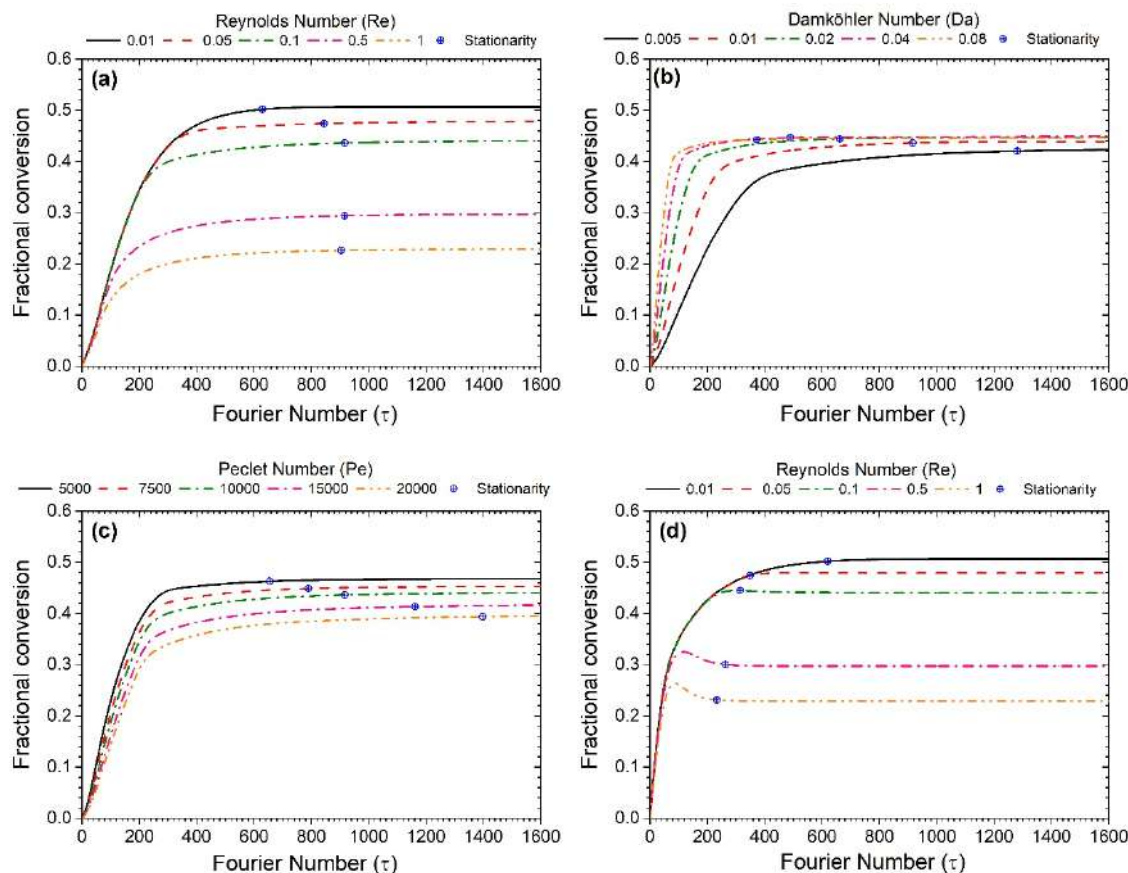 Reynolds Number (Re)
0.01 0.05 0.1 0.5 1 Stationarity
(a)
0.6
0.5
0.4
0.3
0.2
0.1
0.0
Fractional conversion
0 200 400 600 800 1000 1200 1400 1600
Fourier Number (τ)
Damköhler Number (Da)
0.005 0.01 0.02 0.04 0.08 Stationarity
(b)
0.6
0.5
0.4
0.3
0.2
0.1
0.0
Fractional conversion
0 200 400 600 800 1000 1200 1400 1600
Fourier Number (τ)
Peclet Number (Pe)
5000 7500 10000 15000 20000 Stationarity
(c)
0.6
0.5
0.4
0.3
0.2
0.1
0.0
Fractional conversion
0 200 400 600 800 1000 1200 1400 1600
Fourier Number (τ)
Reynolds Number (Re)
0.01 0.05 0.1 0.5 1 Stationarity
(d)
0.6
0.5
0.4
0.3
0.2
0.1
0.0
Fractional conversion
0 200 400 600 800 1000 1200 1400 1600
Fourier Number (τ)